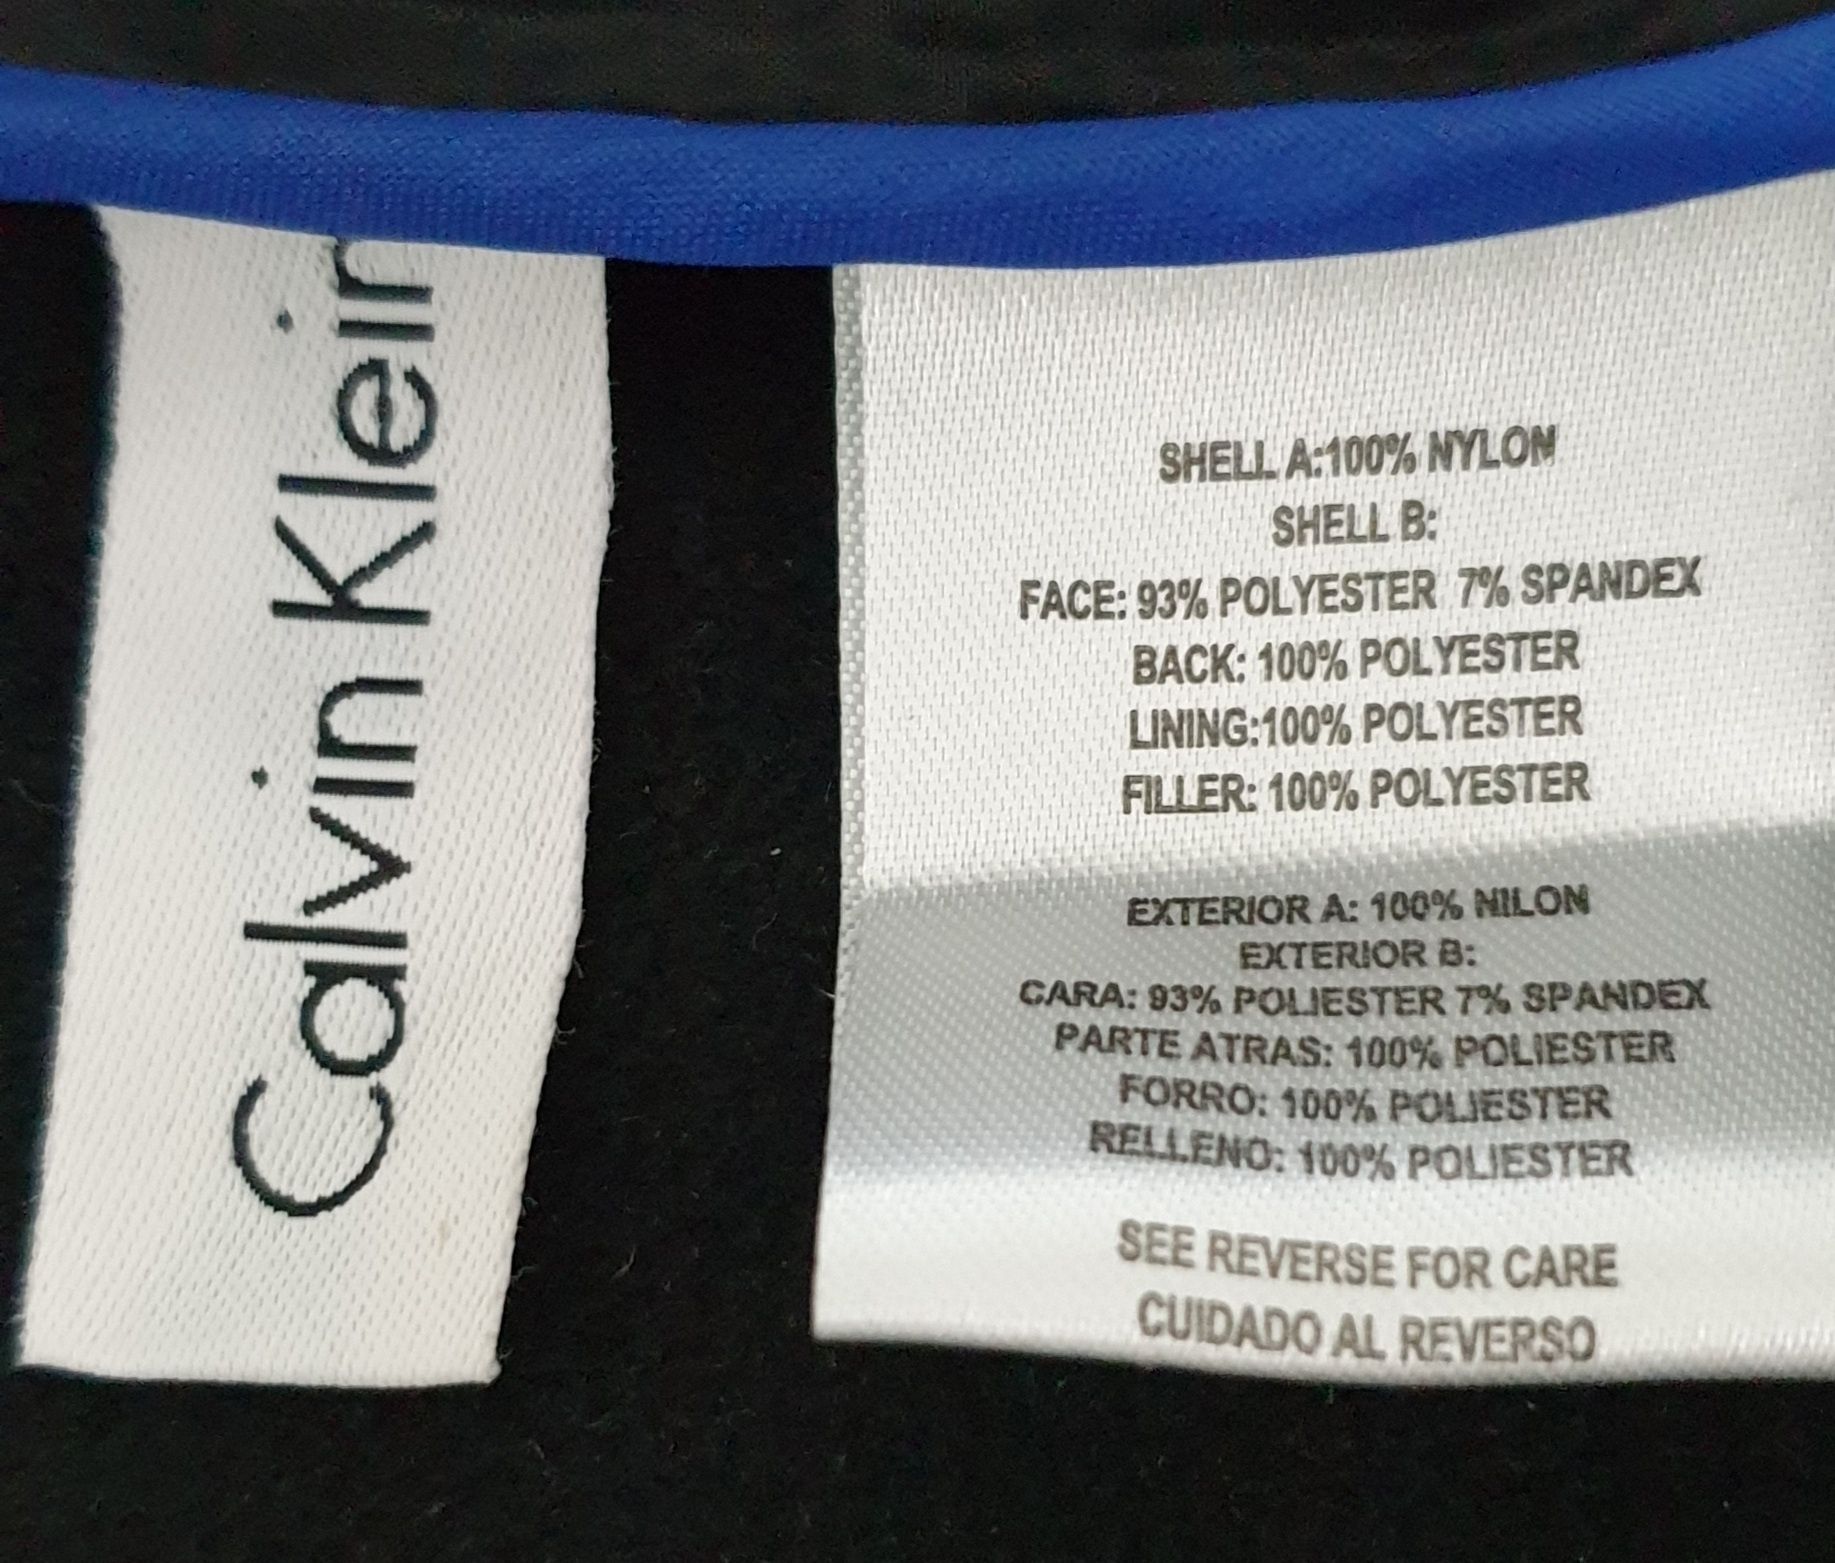 Calvin Klein
SHELL A:100% NYLON
SHELL B:
FACE: 93% POLYESTER 7% SPANDEX
BACK: 100% POLYESTER
LINING:100% POLYESTER
FILLER: 100% POLYESTER
EXTERIOR A: 100% NILON
EXTERIOR B:
CARA: 93% POLIESTER 7% SPANDEX
PARTE ATRAS: 100% POLIESTER
FORRO: 100% POLIESTER
RELLENO: 100% POLIESTER
SEE REVERSE FOR CARE
CUIDADO AL REVERSO